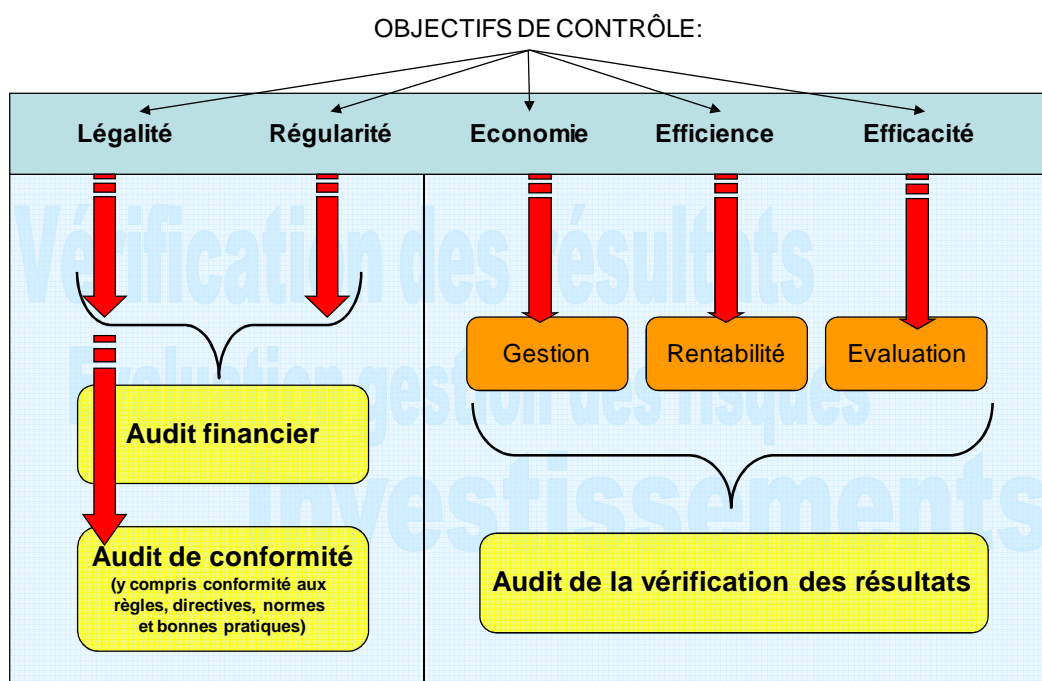 OBJECTIFS DE CONTRÔLE:
Légalité Régularité Economie Efficience Efficacité
Vérification des résultats
Gestion Rentabilité Evaluation
Evaluation gestion des risques
Audit financier
Investissements
Audit de conformité
(y compris conformité aux
règles, directives, normes
et bonnes pratiques)
Audit de la vérification des résultats